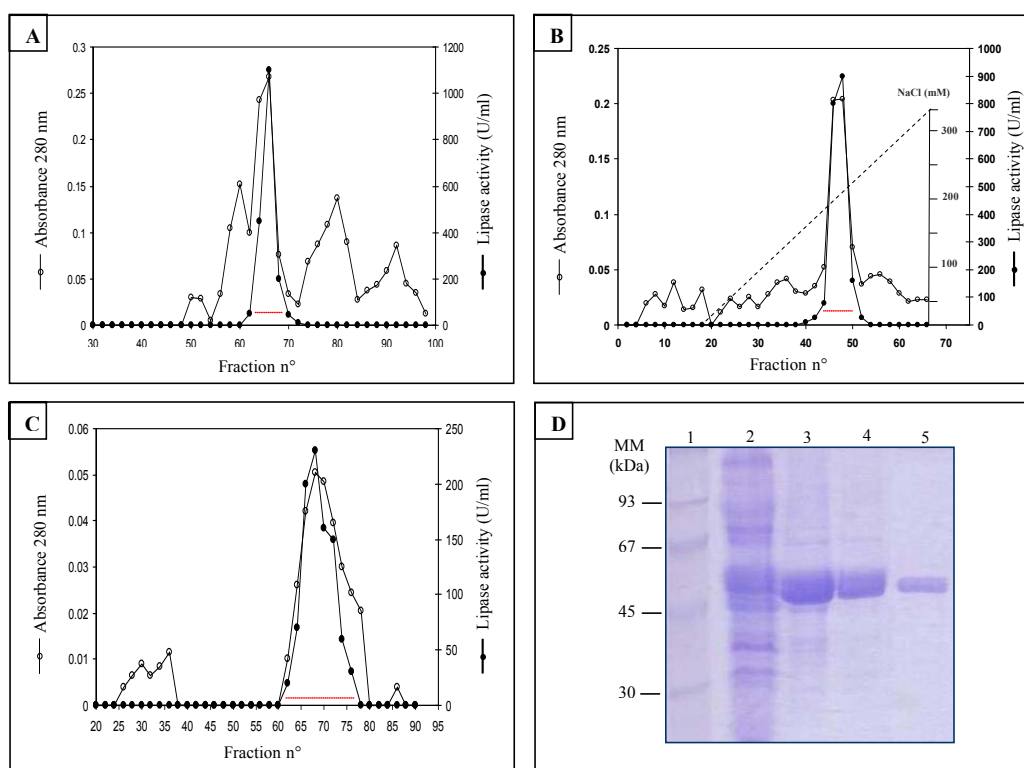 A
Absorbance 280 nm
0.3
0.25
0.2
0.15
0.1
0.05
0
1200
1000
800
600
400
200
0
Lipase activity (U/ml)
30 40 50 60 70 80 90 100
Fraction n°
B
Absorbance 280 nm
0.25
0.2
0.15
0.1
0.05
0
NaCl (mM)
300
200
100
1000
900
800
700
600
500
400
300
200
100
0
Lipase activity (U/ml)
0 10 20 30 40 50 60 70
Fraction n°
C
Absorbance 280 nm
0.06
0.05
0.04
0.03
0.02
0.01
0
250
200
150
100
50
0
Lipase activity (U/ml)
20 25 30 35 40 45 50 55 60 65 70 75 80 85 90 95
Fraction n°
D
MM
(kDa)
1 2 3 4 5
93
67
45
30